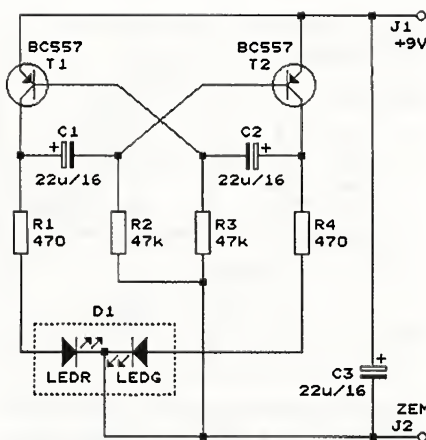 BC557
T1
BC557
T2
J1
+9V
+
C1
22u/16
C2
+
22u/16
R1
470
R2
47k
R3
47k
R4
470
D1
LEDR
LEDG
+
C3
22u/16
ZEM
J2